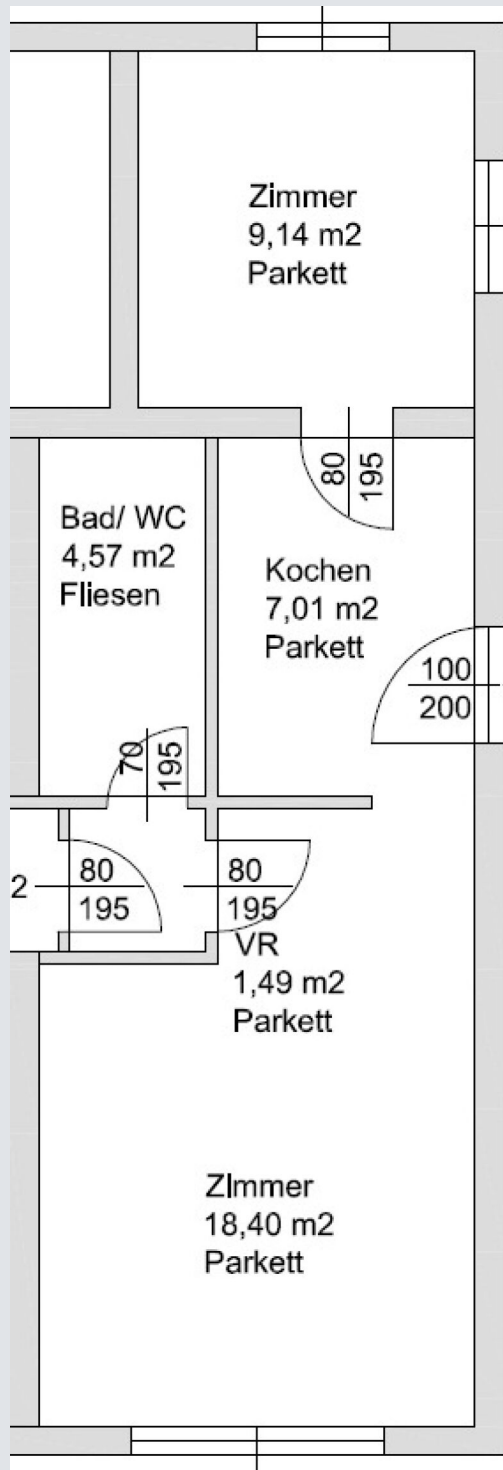 Zimmer
9,14 m2
Parkett
80
195
Bad/ WC
4,57 m2
Fliesen
Kochen
7,01 m2
Parkett
100
200
70
195
2
80
195
80
195
VR
1,49 m2
Parkett
ZImmer
18,40 m2
Parkett